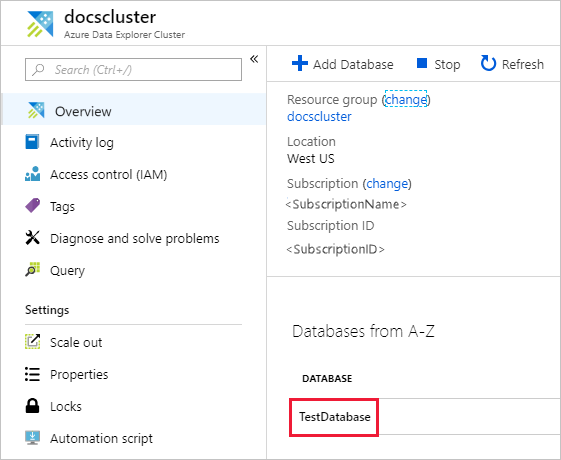 docscluster
Azure Data Explorer Cluster
Search (Ctrl+/)
«
Overview
Activity log
Access control (IAM)
Tags
Diagnose and solve problems
Query
Settings
Scale out
Properties
Locks
Automation script
Add Database Stop Refresh
Resource group (change)
docscluster
Location
West US
Subscription (change)
<SubscriptionName>
Subscription ID
<SubscriptionID>
Databases from A-Z
DATABASE
TestDatabase